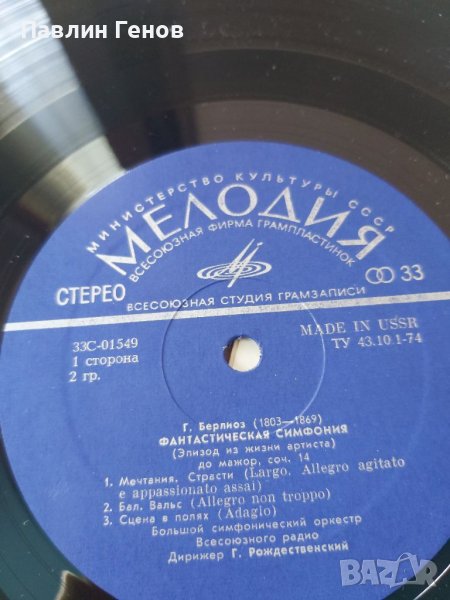 Павлин Генов
МИНИСТЕРСТВО КУЛЬТУРЫ СССР
МЕЛОДИЯ
ВСЕСОЮЗНАЯ ФИРМА ГРАМПЛАСТИНОК
СТЕРЕО
33
ВСЕСОЮЗНАЯ СТУДИЯ ГРАМЗАПИСИ
33С-01549
MADE IN USSR
1 сторона
ТУ 43.10.1-74
2 гр.
Г. Берлиоз (1803—1869)
ФАНТАСТИЧЕСКАЯ СИМФОНИЯ
(Эпизод из жизни артиста)
до мажор, соч. 14
1. Мечтания. Страсти (Largo. Allegro agitato
e appassionato assai)
2. Бал. Вальс (Allegro non troppo)
3. Сцена в полях (Adagio)
Большой симфонический оркестр
Всесоюзного радио
Дирижер Г. Рождественский
BAZAR